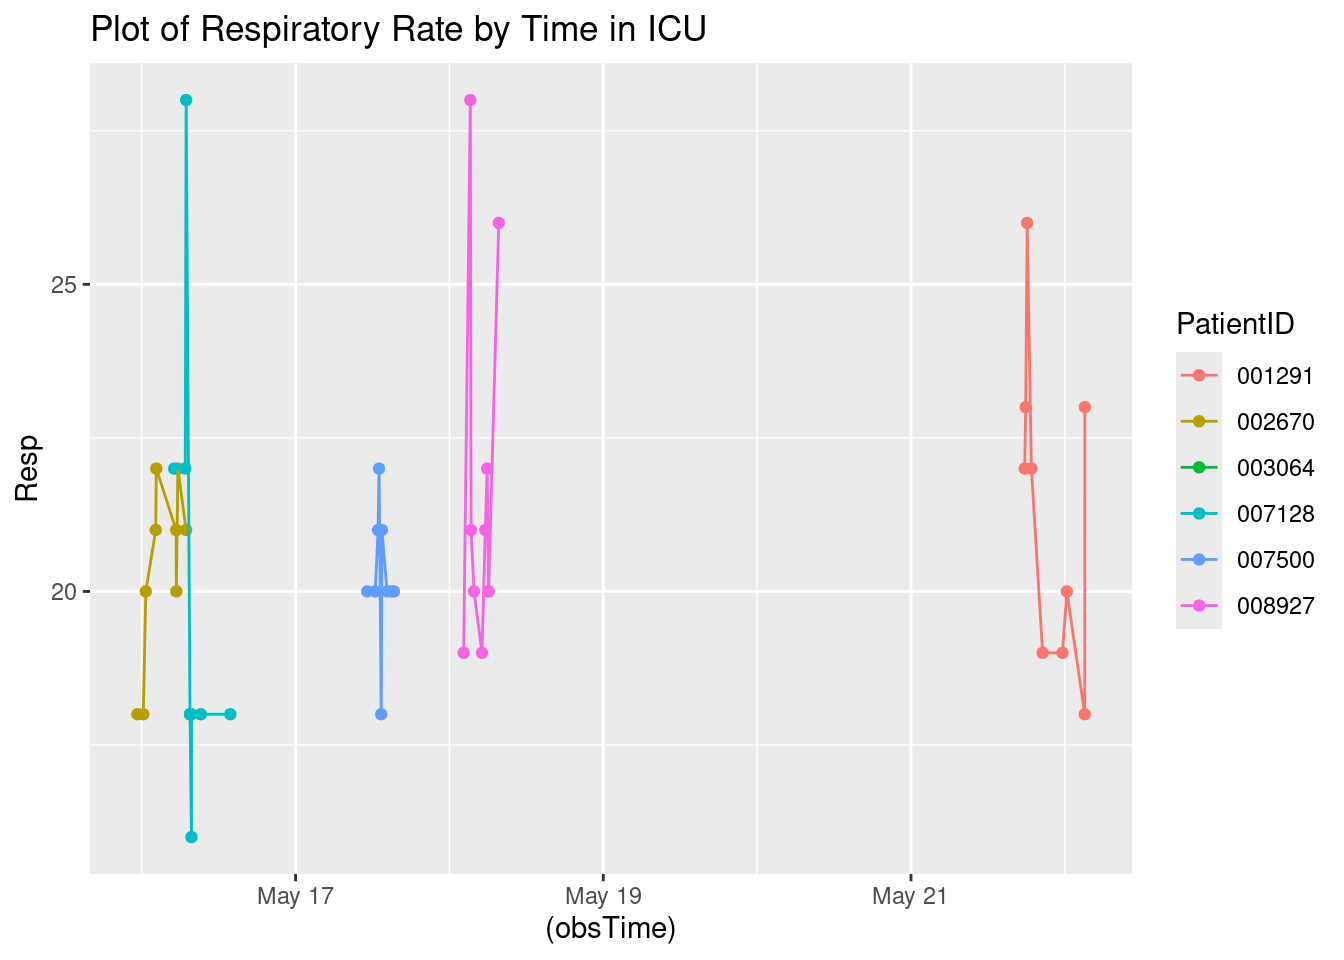 Plot of Respiratory Rate by Time in ICU
Resp
25
20
May 17
May 19
May 21
(obsTime)
PatientID
001291
002670
003064
007128
007500
008927